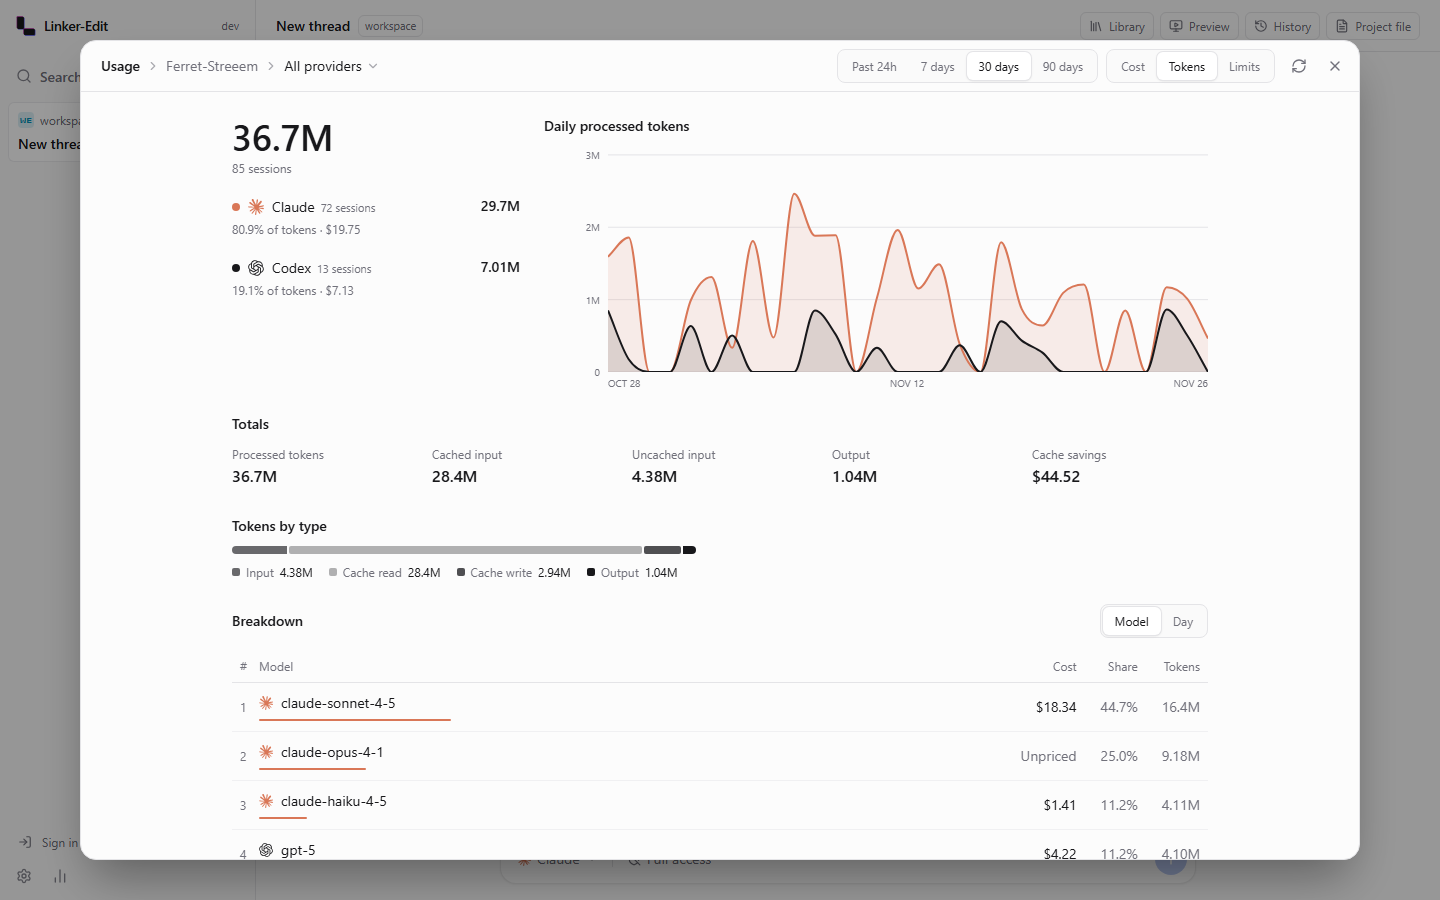 Linker-Edit
dev
New thread
workspace
Library
Preview
History
Project file
Search
WE
New
Usage
Ferret-Streeem
All providers
Past 24h
7 days
30 days
90 days
Cost
Tokens
Limits
36.7M
85 sessions
Claude 72 sessions
29.7M
80.9% of tokens · $19.75
Codex 13 sessions
7.01M
19.1% of tokens · $7.13
Daily processed tokens
3M
2M
1M
0
OCT 28
NOV 12
NOV 26
Totals
Processed tokens
36.7M
Cached input
28.4M
Uncached input
4.38M
Output
1.04M
Cache savings
$44.52
Tokens by type
Input 4.38M
Cache read 28.4M
Cache write 2.94M
Output 1.04M
Breakdown
Model
Day
# Model Cost Share Tokens
1 claude-sonnet-4-5 $18.34 44.7% 16.4M
2 claude-opus-4-1 Unpriced 25.0% 9.18M
3 claude-haiku-4-5 $1.41 11.2% 4.11M
4 gpt-5 $4.22 11.2% 4.10M
Sign in
Claude
Full access